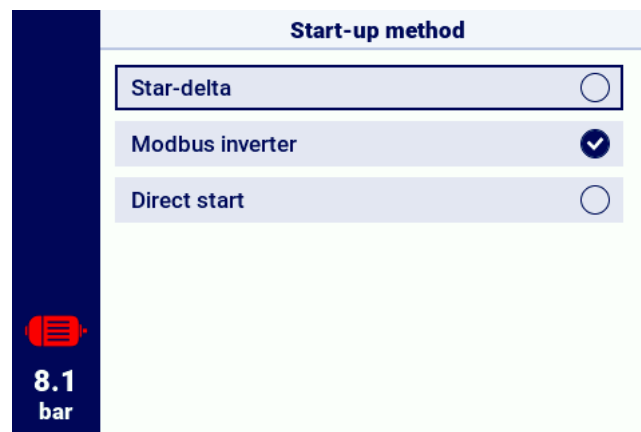 Start-up method
Star-delta
Modbus inverter
Direct start
8.1
bar